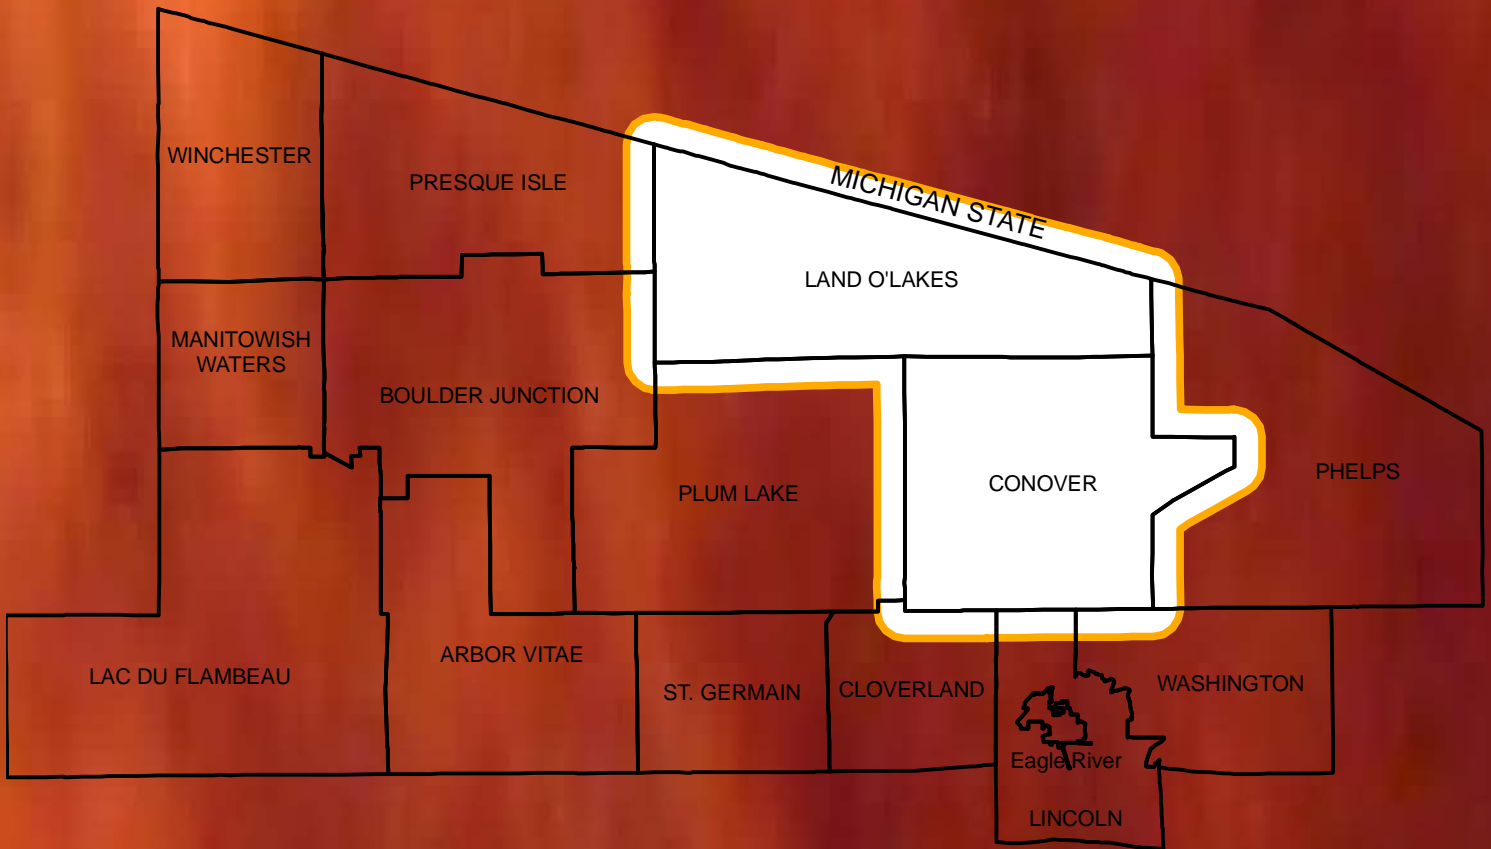 MICHIGAN STATE
WINCHESTER
PRESQUE ISLE
LAND O'LAKES
MANITOWISH
WATERS
BOULDER JUNCTION
PLUM LAKE
CONOVER
PHELPS
LAC DU FLAMBEAU
ARBOR VITAE
ST. GERMAIN
CLOVERLAND
WASHINGTON
Eagle River
LINCOLN